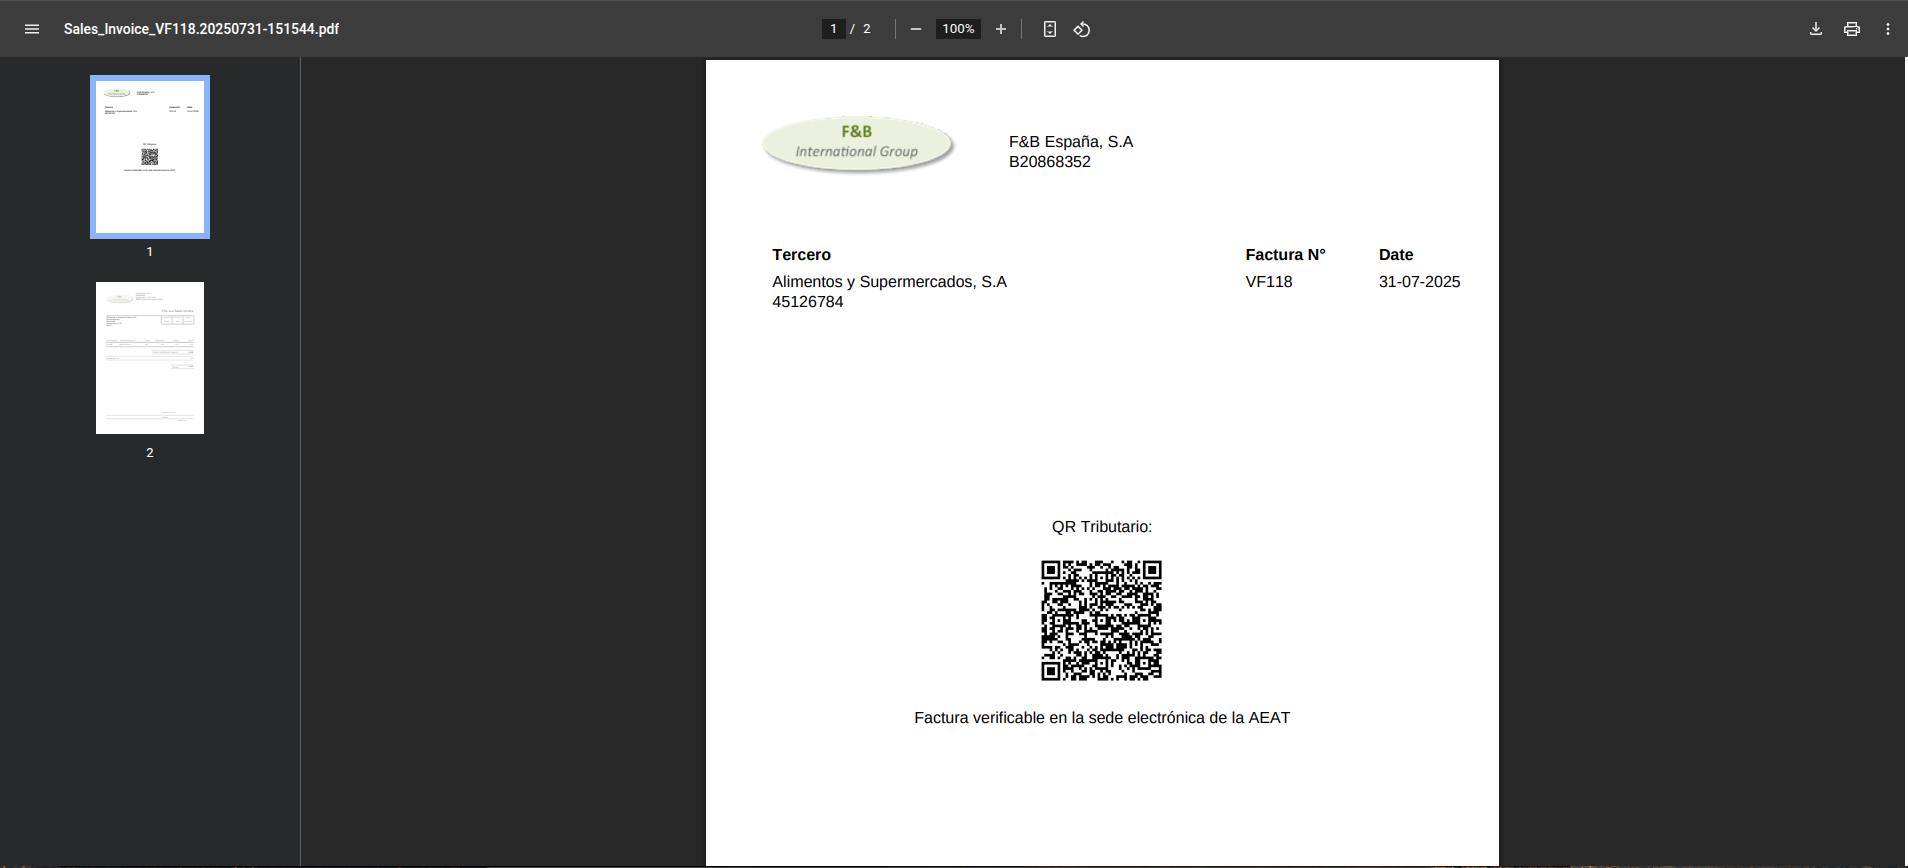 Sales_Invoice_VF118.20250731-151544.pdf
1 / 2
100%
1
2
F&B
International Group
F&B España, S.A
B20868352
Tercero Factura N° Date
Alimentos y Supermercados, S.A VF118 31-07-2025
45126784
QR Tributario:
Factura verificable en la sede electrónica de la AEAT